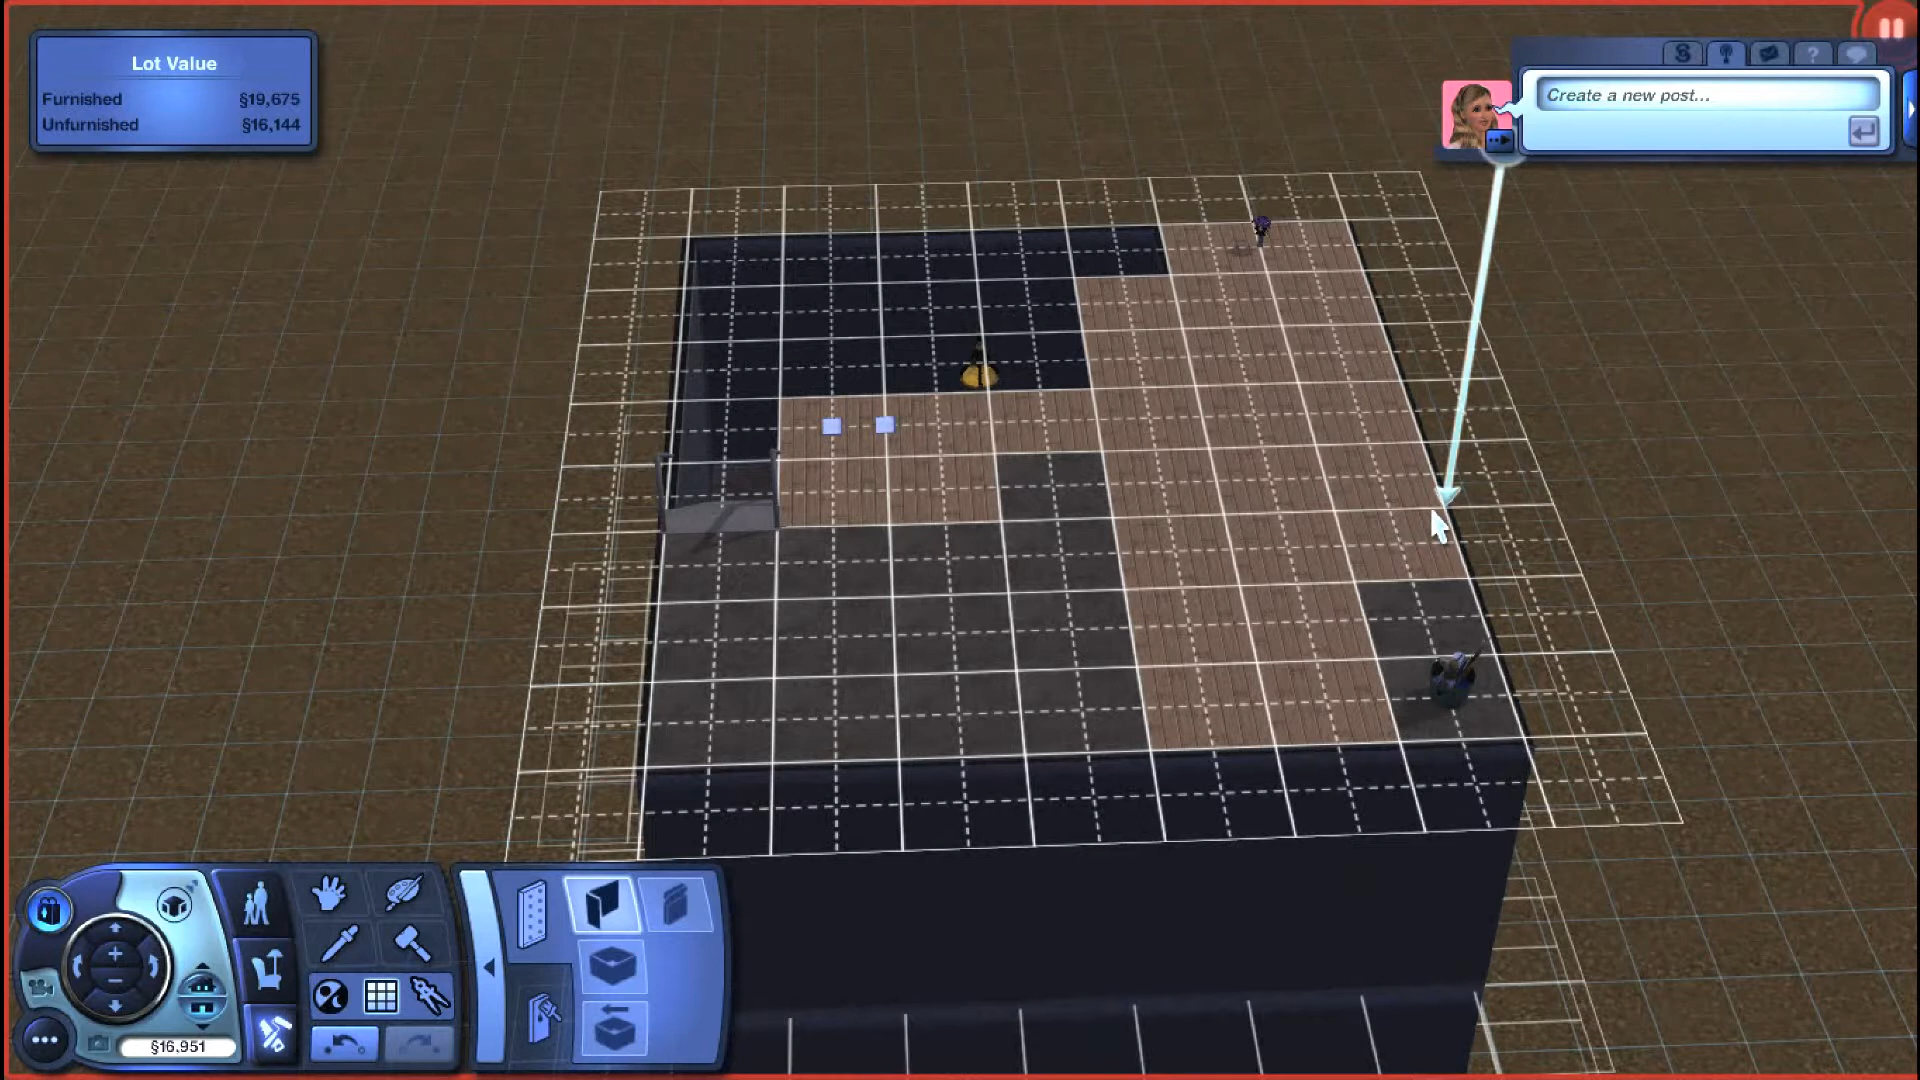 Lot Value
Furnished §19,675
Unfurnished §16,144
Create a new post...
§16,951